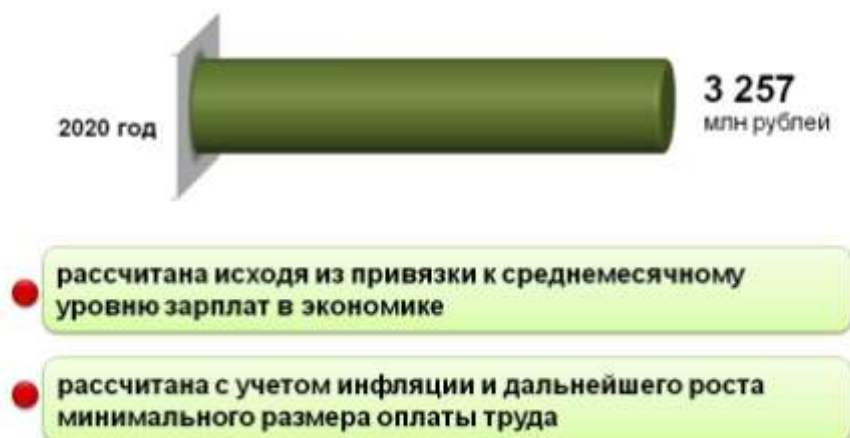 2020 год
3 257
млн рублей
рассчитана исходя из привязки к среднемесячному
уровню зарплат в экономике
рассчитана с учетом инфляции и дальнейшего роста
минимального размера оплаты труда